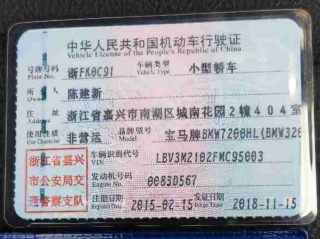 中华人民共和国机动车行驶证
Vehicle License of the People's Republic of China
号牌号码 浙FK0C91 车辆类型 小型轿车
Plate No. Vehicle Type
所有人 陈建新
住址 浙江省嘉兴市南湖区城南花园2幢404室
使用性质 非营运 品牌型号 宝马牌BMW7200HL(BMW320
浙江省嘉兴市公安局交通警察支队
车辆识别代号 LBV3M2102FMC95003
VIN
发动机号码 00830567
Engine No.
注册日期 2015-02-15 发证日期 2018-11-15
Register Date Issue Date